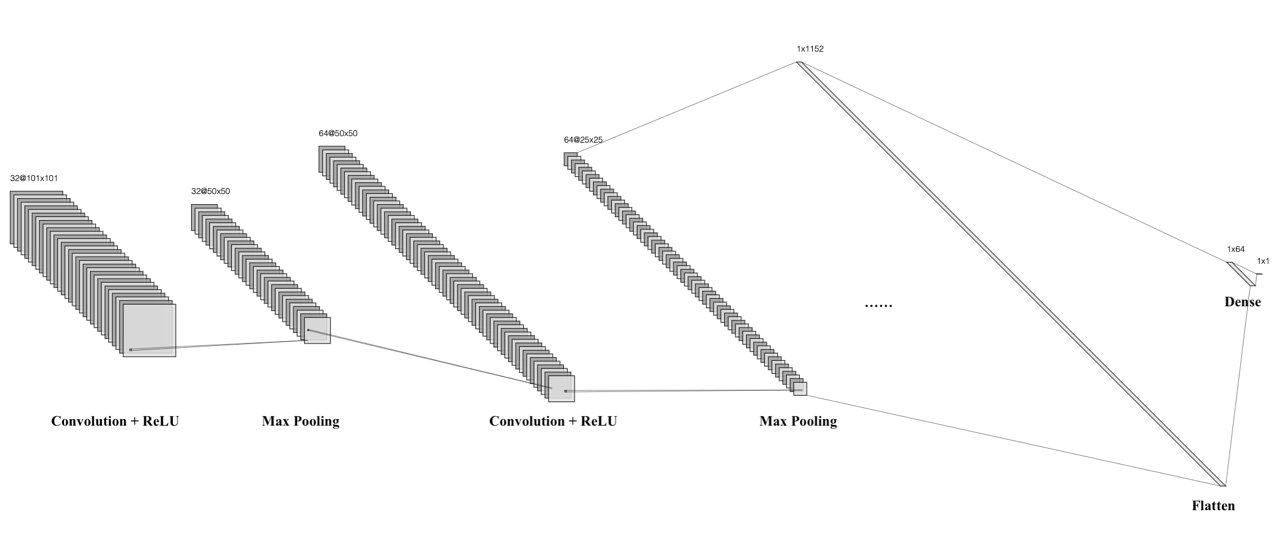 1x1152
64@50x50
64@25x25
32@101x101
32@50x50
1x64
1x1
Dense
......
Convolution + ReLU
Max Pooling
Convolution + ReLU
Max Pooling
Flatten